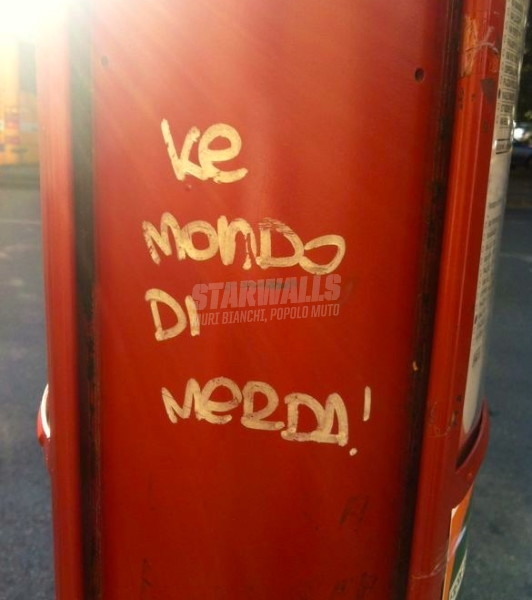 Ke
MONDO
STARWALLS
DI
MURI BIANCHI, POPOLO MUTO
MeRDA!